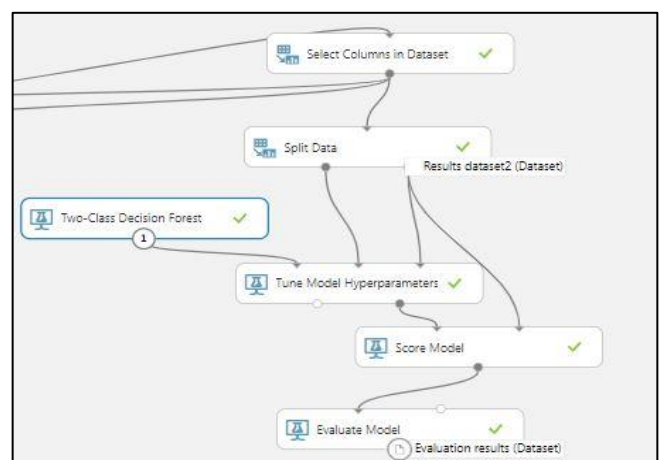 Select Columns in Dataset
Split Data
Results dataset2 (Dataset)
Two-Class Decision Forest
1
Tune Model Hyperparameters
Score Model
Evaluate Model
Evaluation results (Dataset)